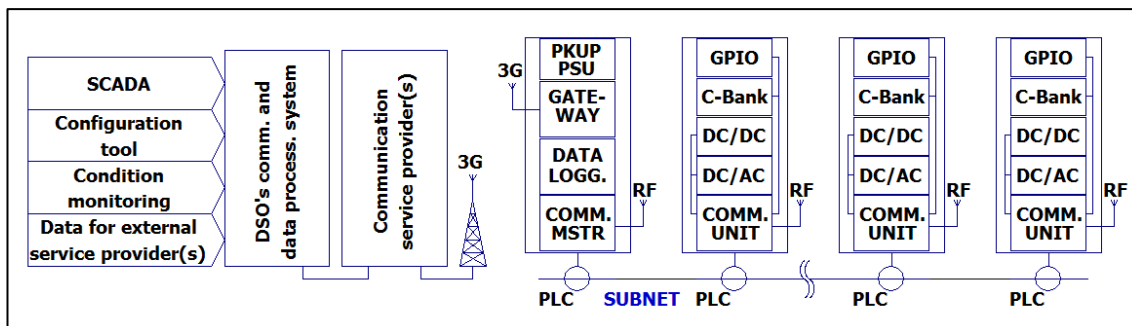 SCADA
Configuration
tool
Condition
monitoring
Data for external
service provider(s)
DSO's comm. and
data process. system
Communication
service provider(s)
3G
3G
PKUP
PSU
GATE-
WAY
DATA
LOGG.
COMM.
MSTR
RF
PLC
SUBNET
GPIO
C-Bank
DC/DC
DC/AC
COMM.
UNIT
RF
PLC
GPIO
C-Bank
DC/DC
DC/AC
COMM.
UNIT
RF
PLC
GPIO
C-Bank
DC/DC
DC/AC
COMM.
UNIT
RF
PLC